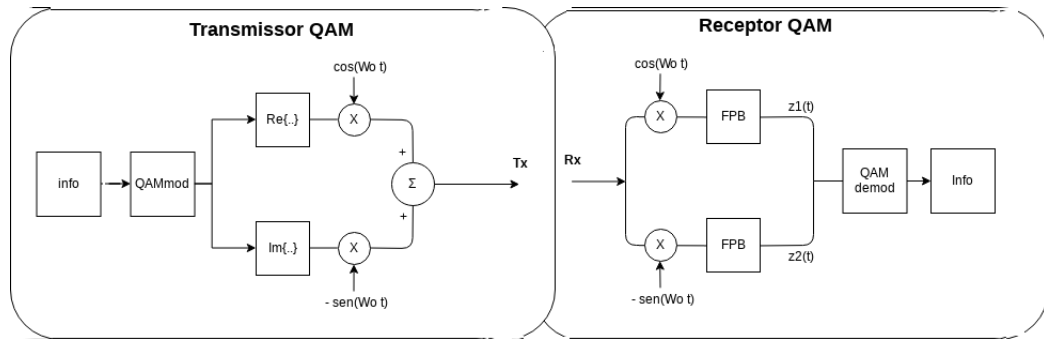 Transmissor QAM
cos(Wo t)
Re{..}
X
+
info
QAMmod
Σ
Tx
+
Im{..}
X
- sen(Wo t)
Receptor QAM
cos(Wo t)
X
FPB
z1(t)
Rx
QAM
demod
Info
X
FPB
z2(t)
- sen(Wo t)